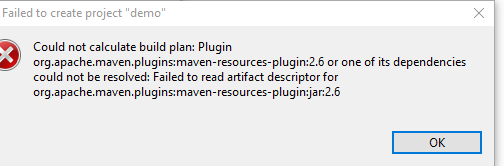 Failed to create project "demo"
Could not calculate build plan: Plugin
org.apache.maven.plugins:maven-resources-plugin:2.6 or one of its dependencies
could not be resolved: Failed to read artifact descriptor for
org.apache.maven.plugins:maven-resources-plugin:jar:2.6
OK